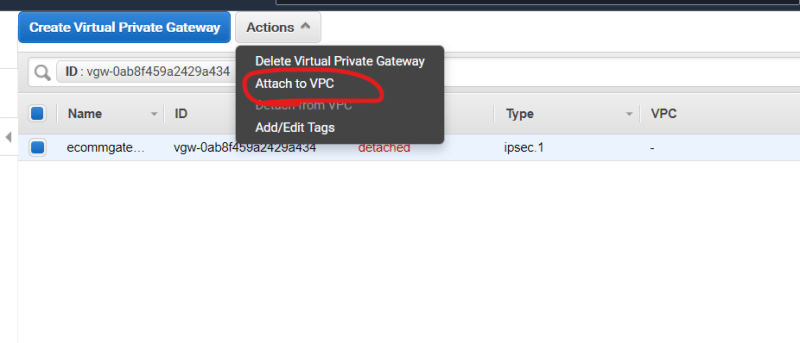 Create Virtual Private Gateway Actions
Delete Virtual Private Gateway
ID : vgw-0ab8f459a2429a434
Attach to VPC
Detach from VPC
Name ID Type VPC
Add/Edit Tags
ecommgate... vgw-0ab8f459a2429a434 detached ipsec.1 -